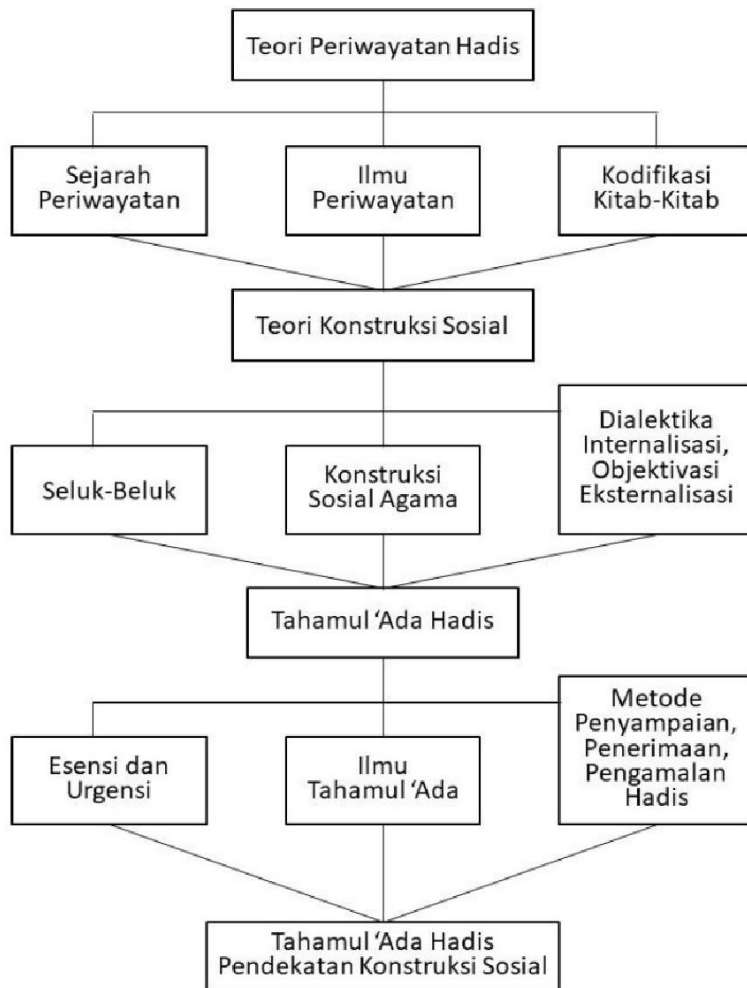 Teori Periwayatan Hadis
Sejarah
Periwayatan
Ilmu
Periwayatan
Kodifikasi
Kitab-Kitab
Teori Konstruksi Sosial
Seluk-Beluk
Konstruksi
Sosial Agama
Dialektika
Internalisasi,
Objektivasi
Eksternalisasi
Tahamul ‘Ada Hadis
Esensi dan
Urgensi
Ilmu
Tahamul ‘Ada
Metode
Penyampaian,
Penerimaan,
Pengamalan
Hadis
Tahamul ‘Ada Hadis
Pendekatan Konstruksi Sosial